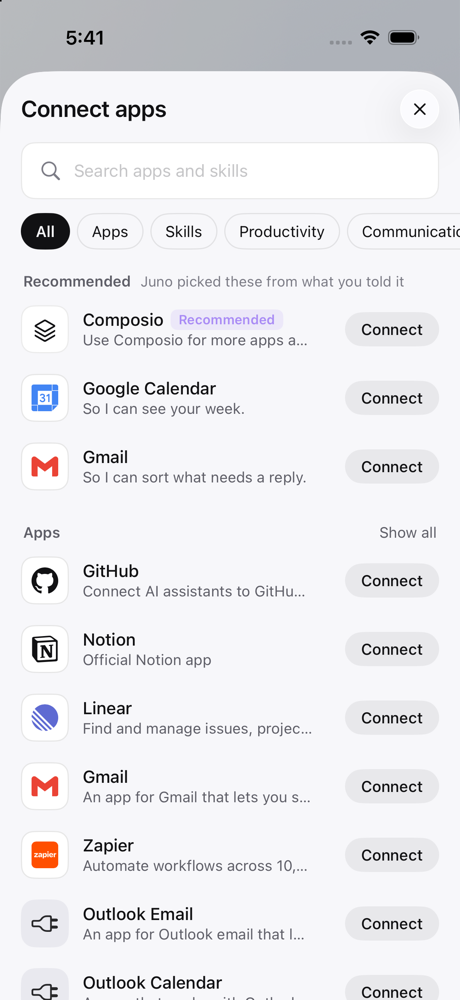 5:41
Connect apps
Search apps and skills
All
Apps
Skills
Productivity
Communicatio
Recommended Juno picked these from what you told it
Composio Recommended
Use Composio for more apps a...
Connect
31
Google Calendar
So I can see your week.
Connect
Gmail
So I can sort what needs a reply.
Connect
Apps
Show all
GitHub
Connect AI assistants to GitHu...
Connect
Notion
Official Notion app
Connect
Linear
Find and manage issues, projec...
Connect
Gmail
An app for Gmail that lets you s...
Connect
zapier
Zapier
Automate workflows across 10,...
Connect
Outlook Email
An app for Outlook email that l...
Connect
Outlook Calendar
Connect